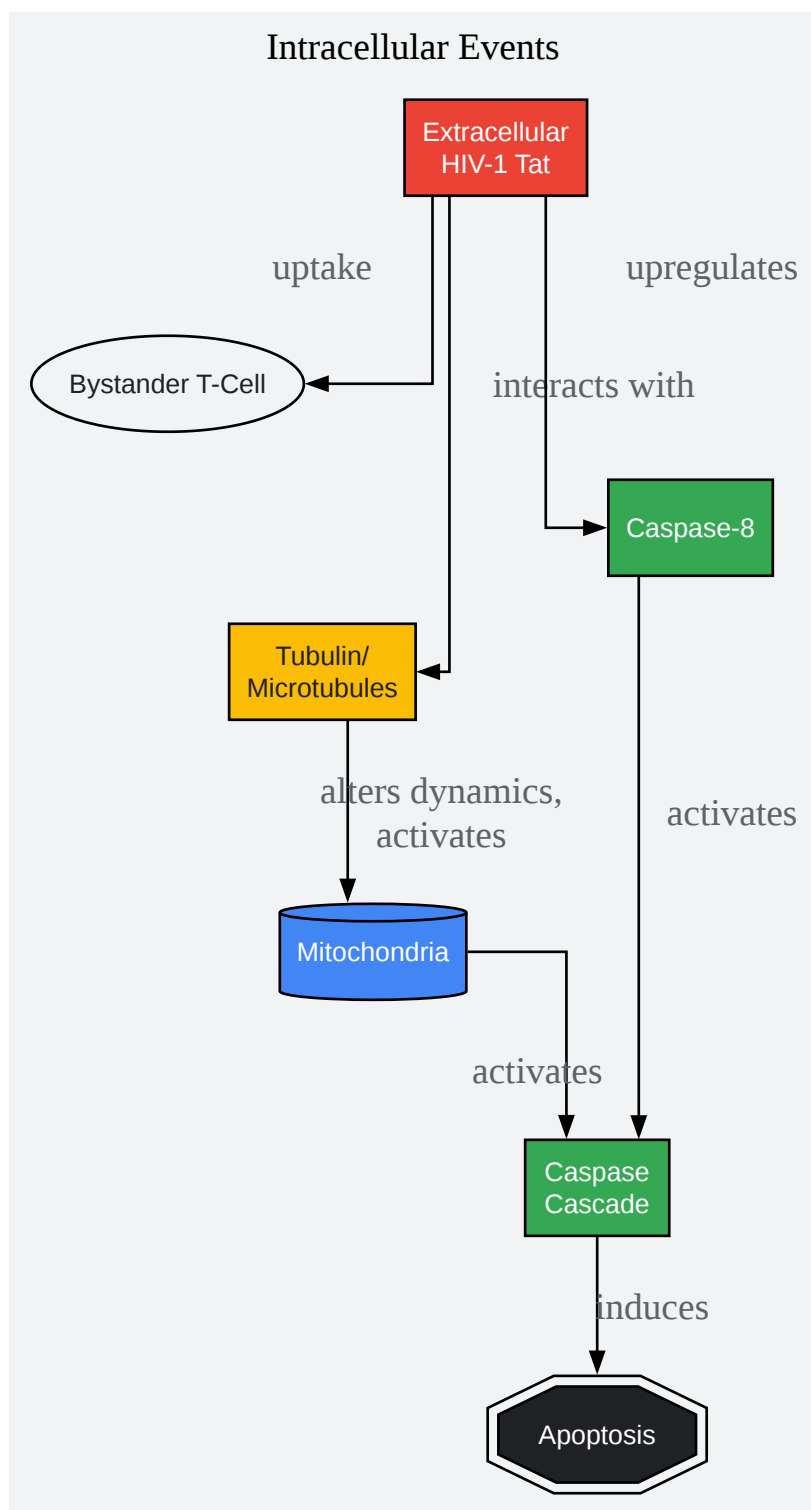 Intracellular Events
Extracellular
HIV-1 Tat
uptake
upregulates
Bystander T-Cell
interacts with
Caspase-8
Tubulin/
Microtubules
alters dynamics,
activates
activates
Mitochondria
activates
Caspase
Cascade
induces
Apoptosis